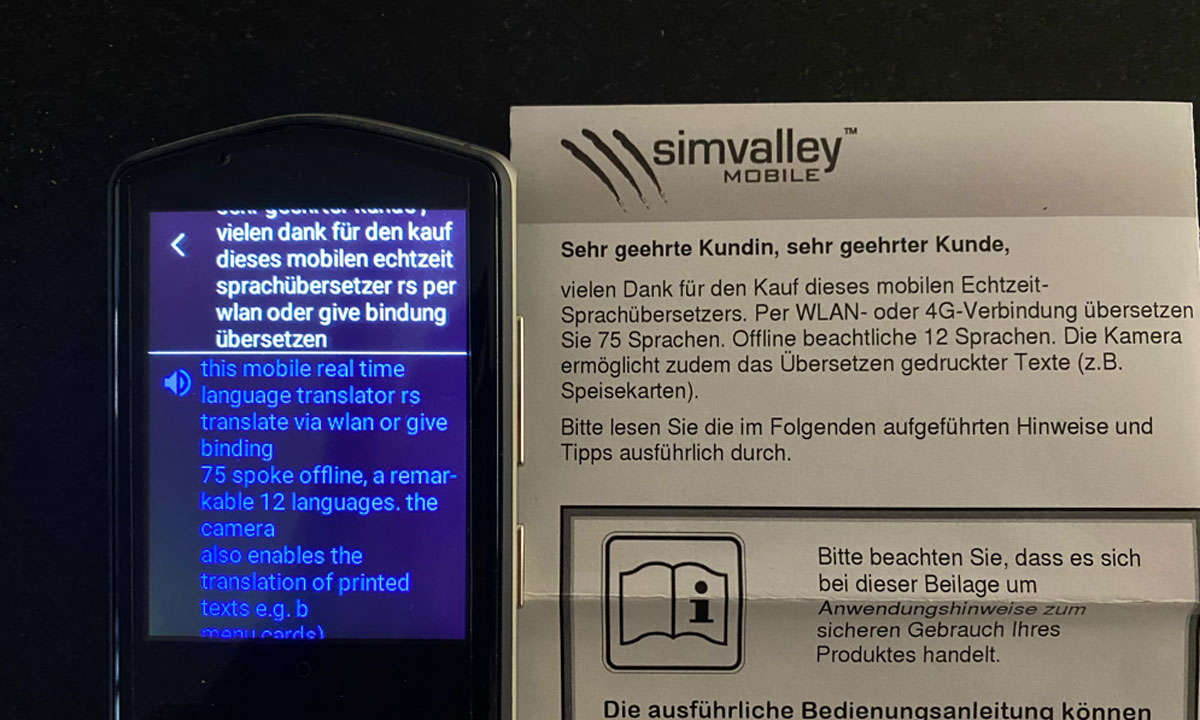 sehr geehrter kunde,
vielen dank für den kauf
dieses mobilen echtzeit
sprachübersetzer rs per
wlan oder give bindung
übersetzen
this mobile real time
language translator rs
translate via wlan or give
binding
75 spoke offline, a remar-
kable 12 languages. the
camera
also enables the
translation of printed
texts e.g. b
menu cards)
simvalley™
MOBILE
Sehr geehrte Kundin, sehr geehrter Kunde,
vielen Dank für den Kauf dieses mobilen Echtzeit-
Sprachübersetzers. Per WLAN- oder 4G-Verbindung übersetzen
Sie 75 Sprachen. Offline beachtliche 12 Sprachen. Die Kamera
ermöglicht zudem das Übersetzen gedruckter Texte (z.B.
Speisekarten).
Bitte lesen Sie die im Folgenden aufgeführten Hinweise und
Tipps ausführlich durch.
i
Bitte beachten Sie, dass es sich
bei dieser Beilage um
Anwendungshinweise zum
sicheren Gebrauch Ihres
Produktes handelt.
Die ausführliche Bedienungsanleitung können